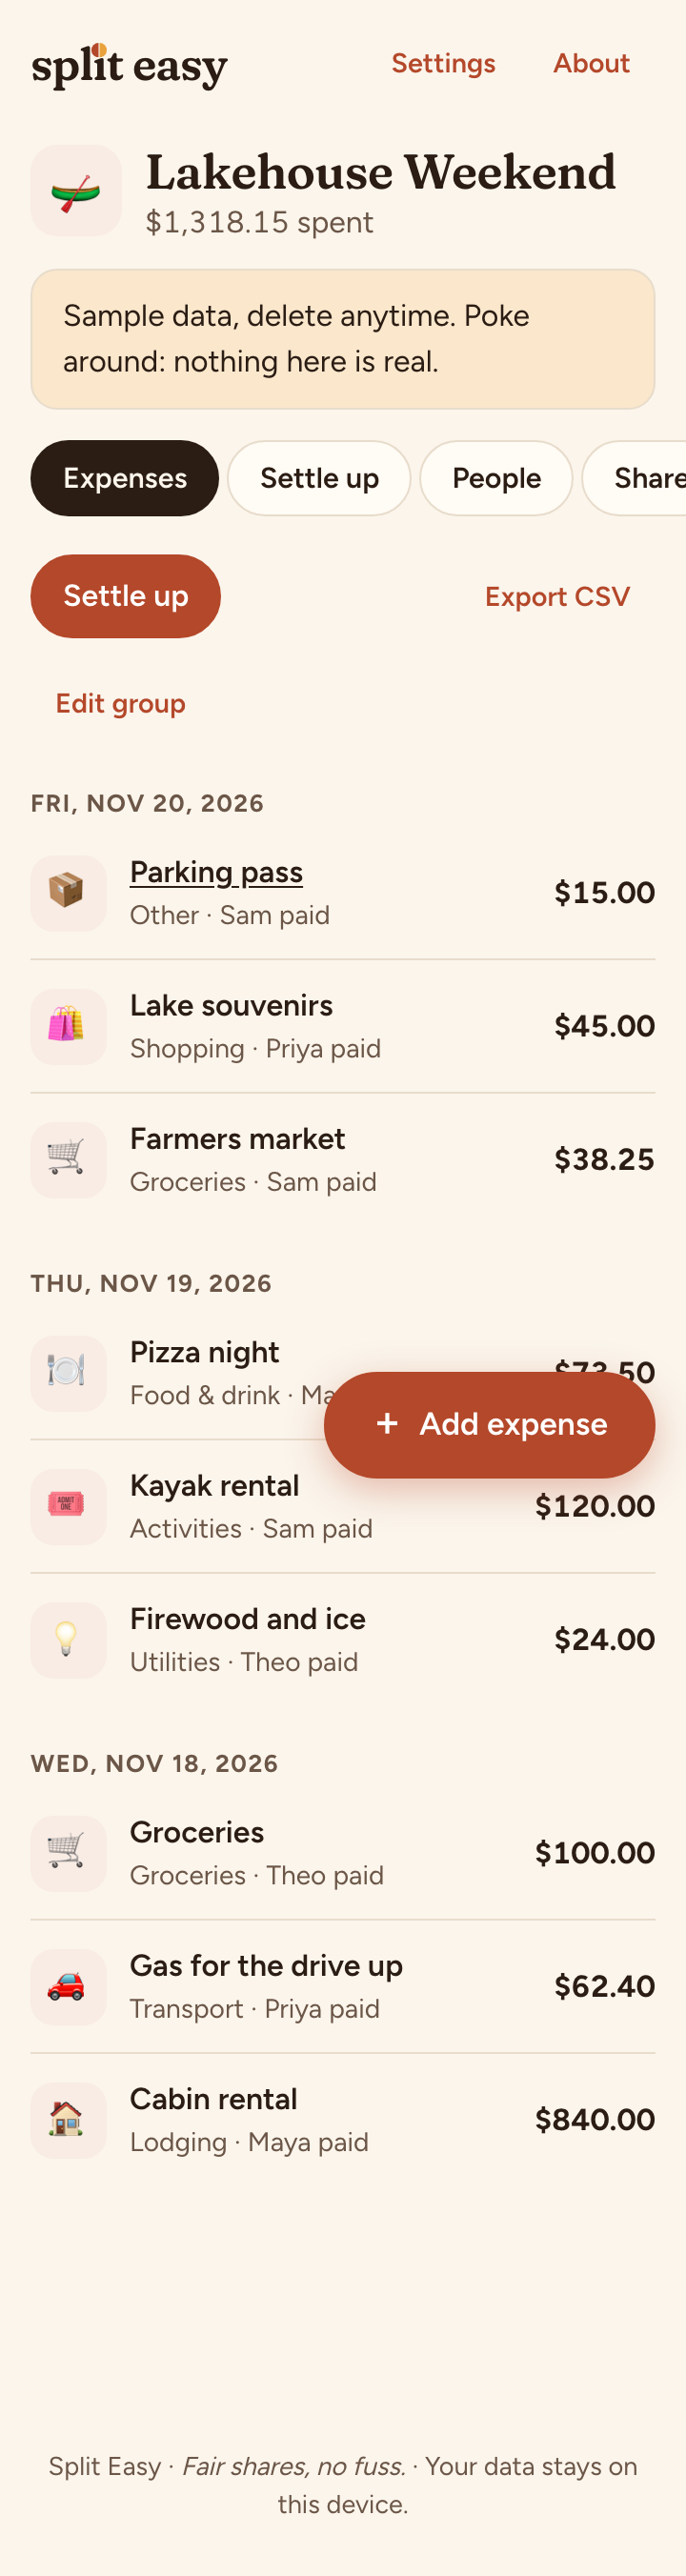 split easy
Settings
About
Lakehouse Weekend
$1,318.15 spent
Sample data, delete anytime. Poke
around: nothing here is real.
Expenses
Settle up
People
Share
Settle up
Export CSV
Edit group
FRI, NOV 20, 2026
Parking pass
Other · Sam paid
$15.00
Lake souvenirs
Shopping · Priya paid
$45.00
Farmers market
Groceries · Sam paid
$38.25
THU, NOV 19, 2026
Pizza night
Food & drink ·
+ Add expense
Kayak rental
Activities · Sam paid
$120.00
Firewood and ice
Utilities · Theo paid
$24.00
WED, NOV 18, 2026
Groceries
Groceries · Theo paid
$100.00
Gas for the drive up
Transport · Priya paid
$62.40
Cabin rental
Lodging · Maya paid
$840.00
Split Easy · Fair shares, no fuss. · Your data stays on
this device.